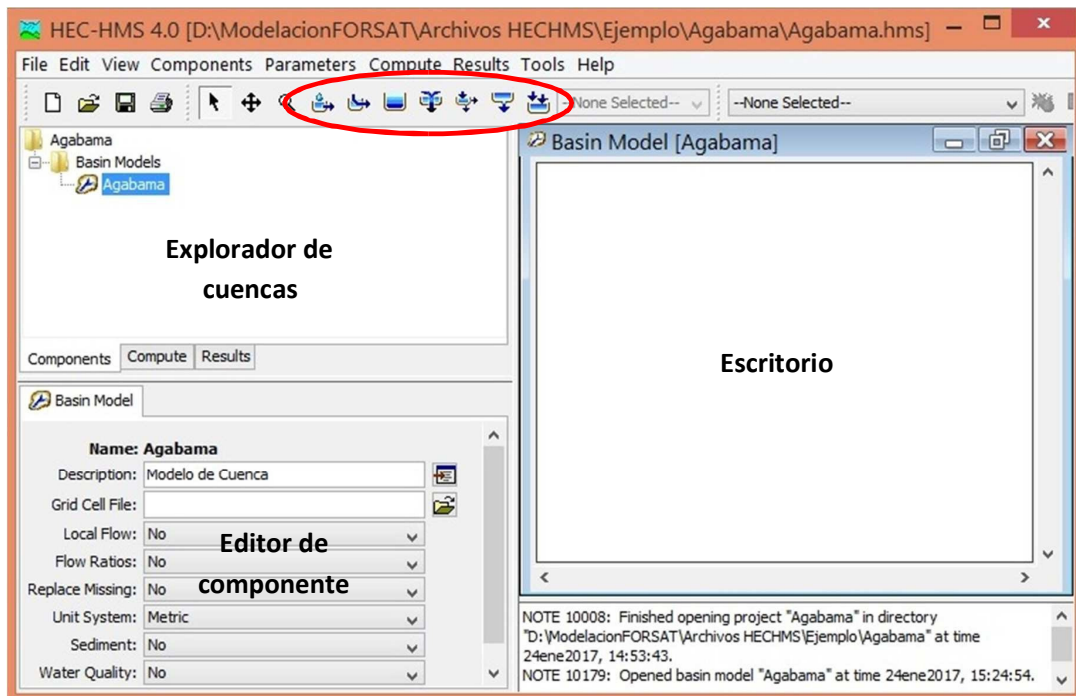 HEC-HMS 4.0 [D:\ModelacionFORSAT\Archivos HECHMS\Ejemplo\Agabama\Agabama.hms]
File Edit View Components Parameters Compute Results Tools Help
--None Selected-- --None Selected--
Agabama
Basin Models
Agabama
Explorador de
cuencas
Components Compute Results
Basin Model
Name: Agabama
Description: Modelo de Cuenca
Grid Cell File:
Local Flow: No
Flow Ratios: No
Replace Missing: No
Unit System: Metric
Sediment: No
Water Quality: No
Editor de
componente
Basin Model [Agabama]
Escritorio
NOTE 10008: Finished opening project "Agabama" in directory
"D:\ModelacionFORSAT\Archivos HECHMS\Ejemplo\Agabama" at time
24ene2017, 14:53:43.
NOTE 10179: Opened basin model "Agabama" at time 24ene2017, 15:24:54.